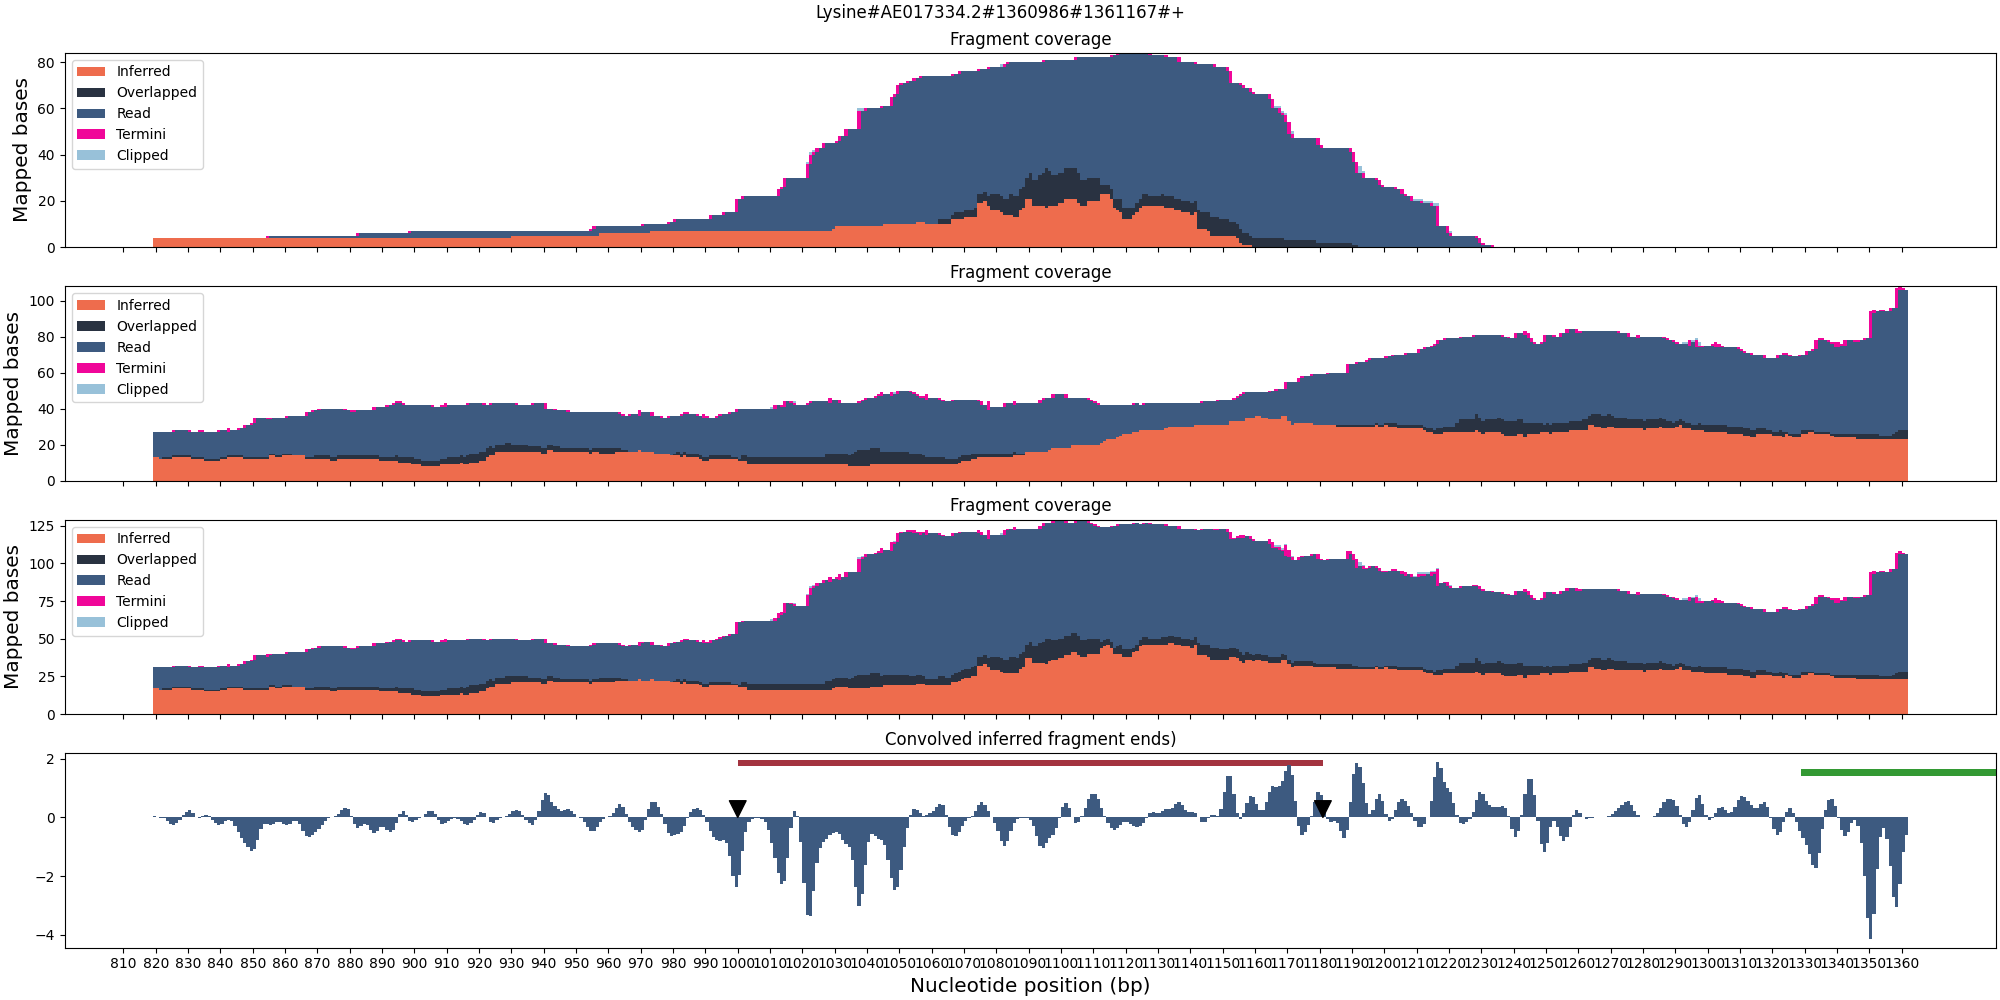 Lysine#AE017334.2#1360986#1361167#+
Fragment coverage
80
60
40
20
0
Mapped bases
Inferred
Overlapped
Read
Termini
Clipped
Fragment coverage
100
80
60
40
20
0
Mapped bases
Inferred
Overlapped
Read
Termini
Clipped
Fragment coverage
125
100
75
50
25
0
Mapped bases
Inferred
Overlapped
Read
Termini
Clipped
Convolved inferred fragment ends)
2
0
−2
−4
810 820 830 840 850 860 870 880 890 900 910 920 930 940 950 960 970 980 990 1000 1010 1020 1030 1040 1050 1060 1070 1080 1090 1100 1110 1120 1130 1140 1150 1160 1170 1180 1190 1200 1210 1220 1230 1240 1250 1260 1270 1280 1290 1300 1310 1320 1330 1340 1350 1360
Nucleotide position (bp)